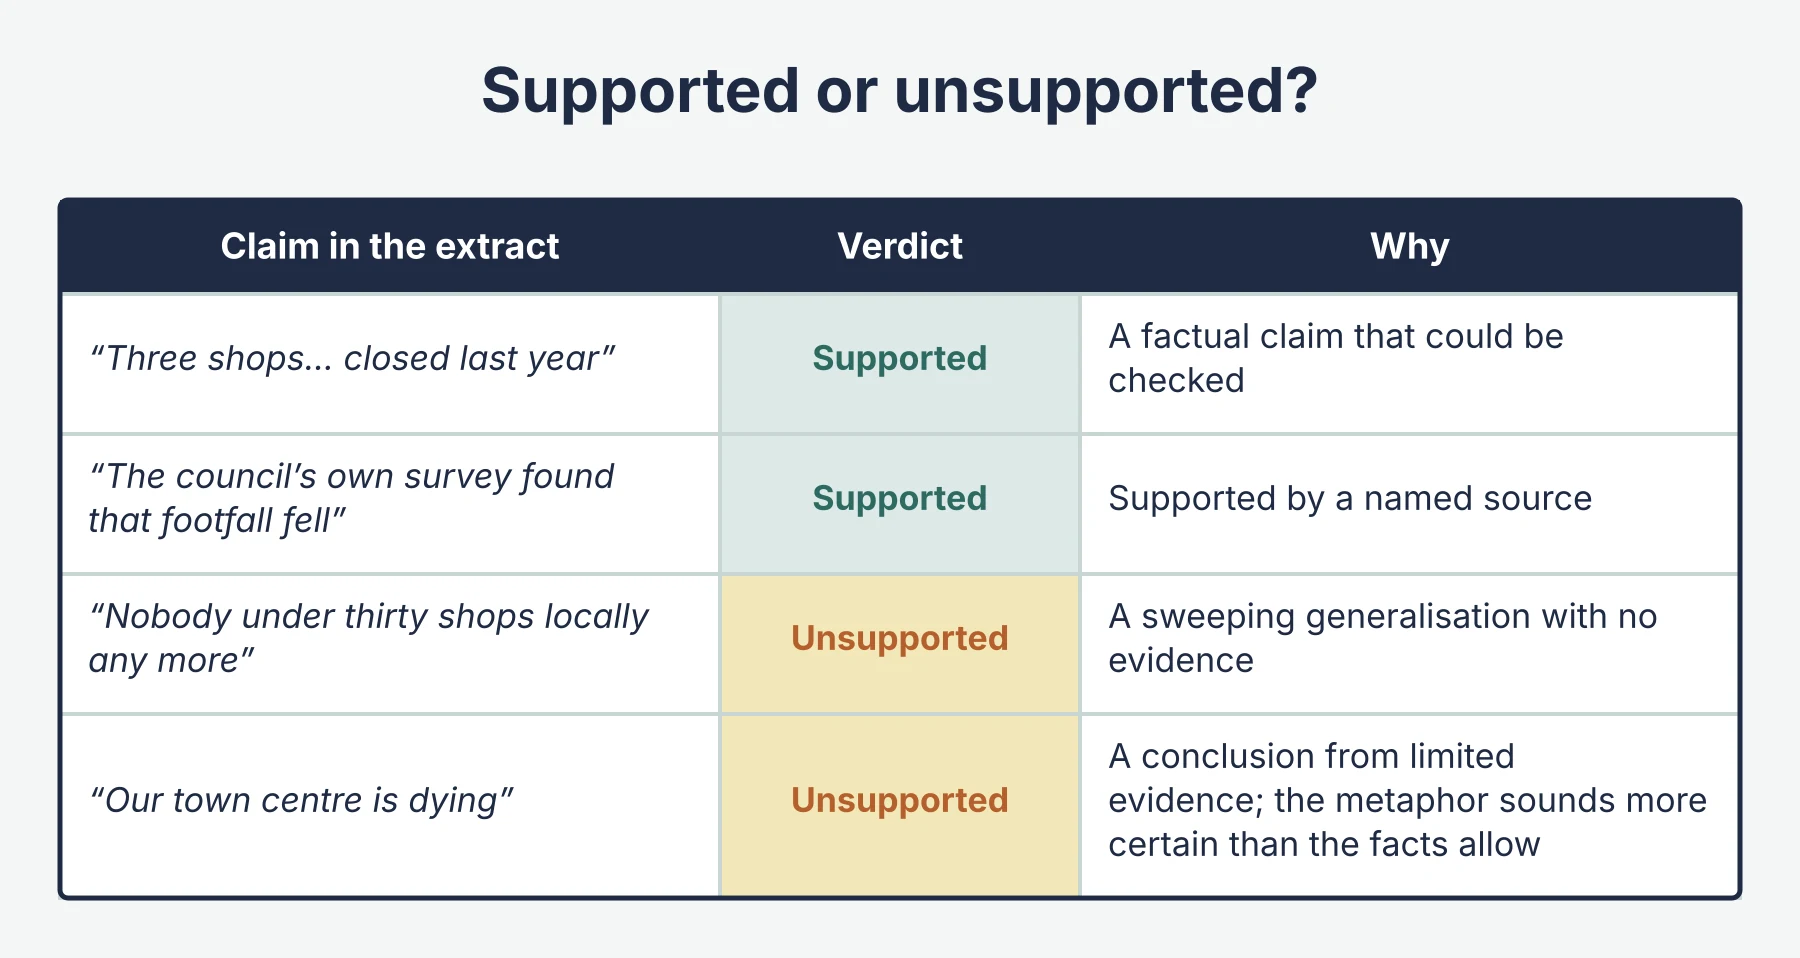 Supported or unsupported?
Claim in the extract
Verdict
Why
“Three shops… closed last year”
Supported
A factual claim that could be
checked
“The council’s own survey found
that footfall fell”
Supported
Supported by a named source
“Nobody under thirty shops locally
any more”
Unsupported
A sweeping generalisation with no
evidence
“Our town centre is dying”
Unsupported
A conclusion from limited
evidence; the metaphor sounds more
certain than the facts allow